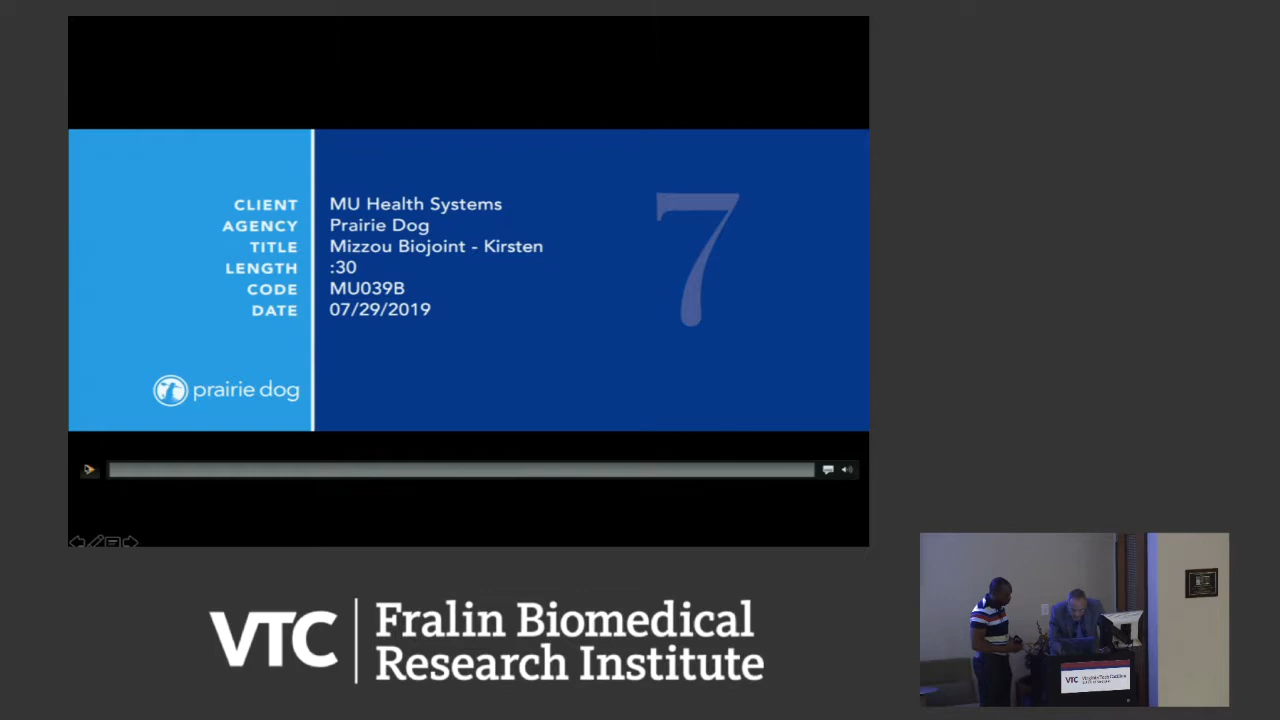 CLIENT MU Health Systems
AGENCY Prairie Dog
TITLE Mizzou Biojoint - Kirsten
LENGTH :30
CODE MU039B
DATE 07/29/2019
7
prairie dog
VTC Fralin Biomedical
Research Institute
VTC